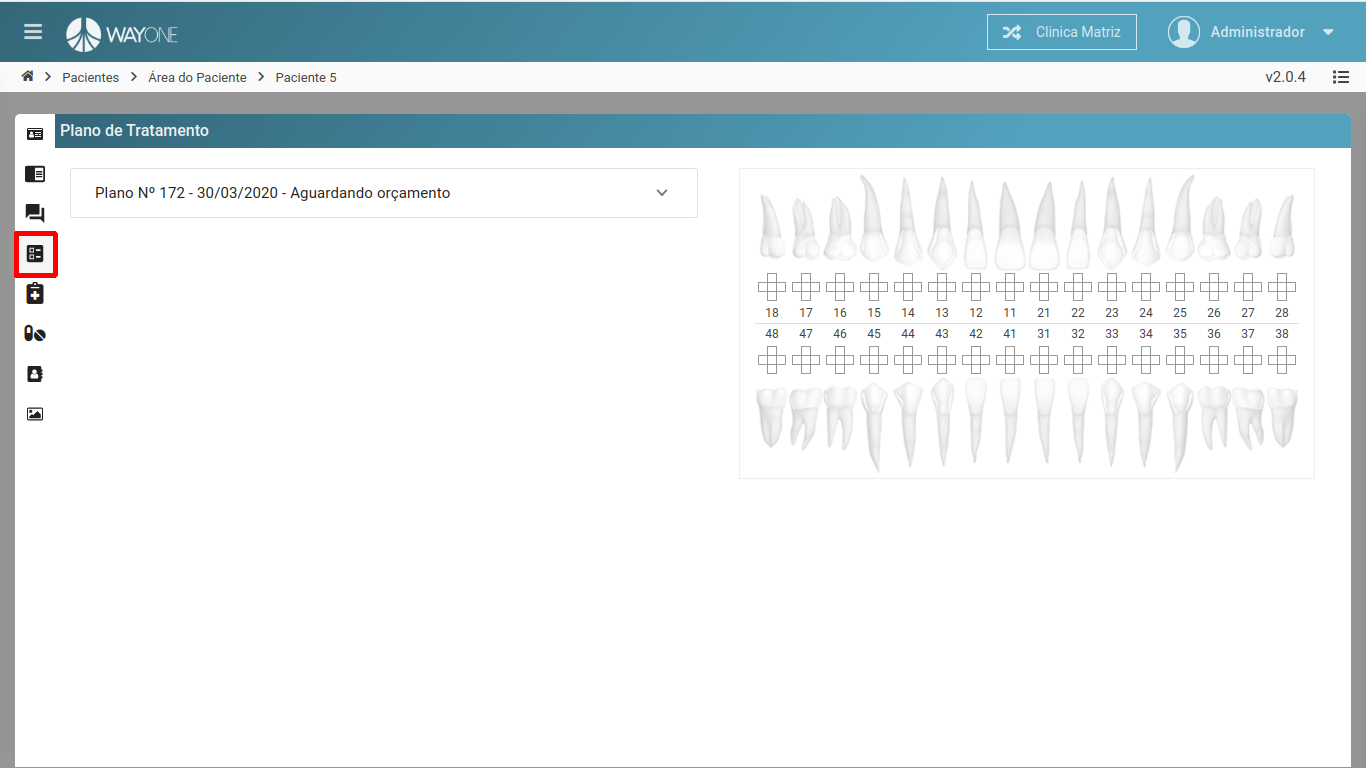 WAYONE
Clinica Matriz
Administrador
Pacientes
Área do Paciente
Paciente 5
v2.0.4
Plano de Tratamento
Plano Nº 172 - 30/03/2020 - Aguardando orçamento
18 17 16 15 14 13 12 11 21 22 23 24 25 26 27 28
48 47 46 45 44 43 42 41 31 32 33 34 35 36 37 38